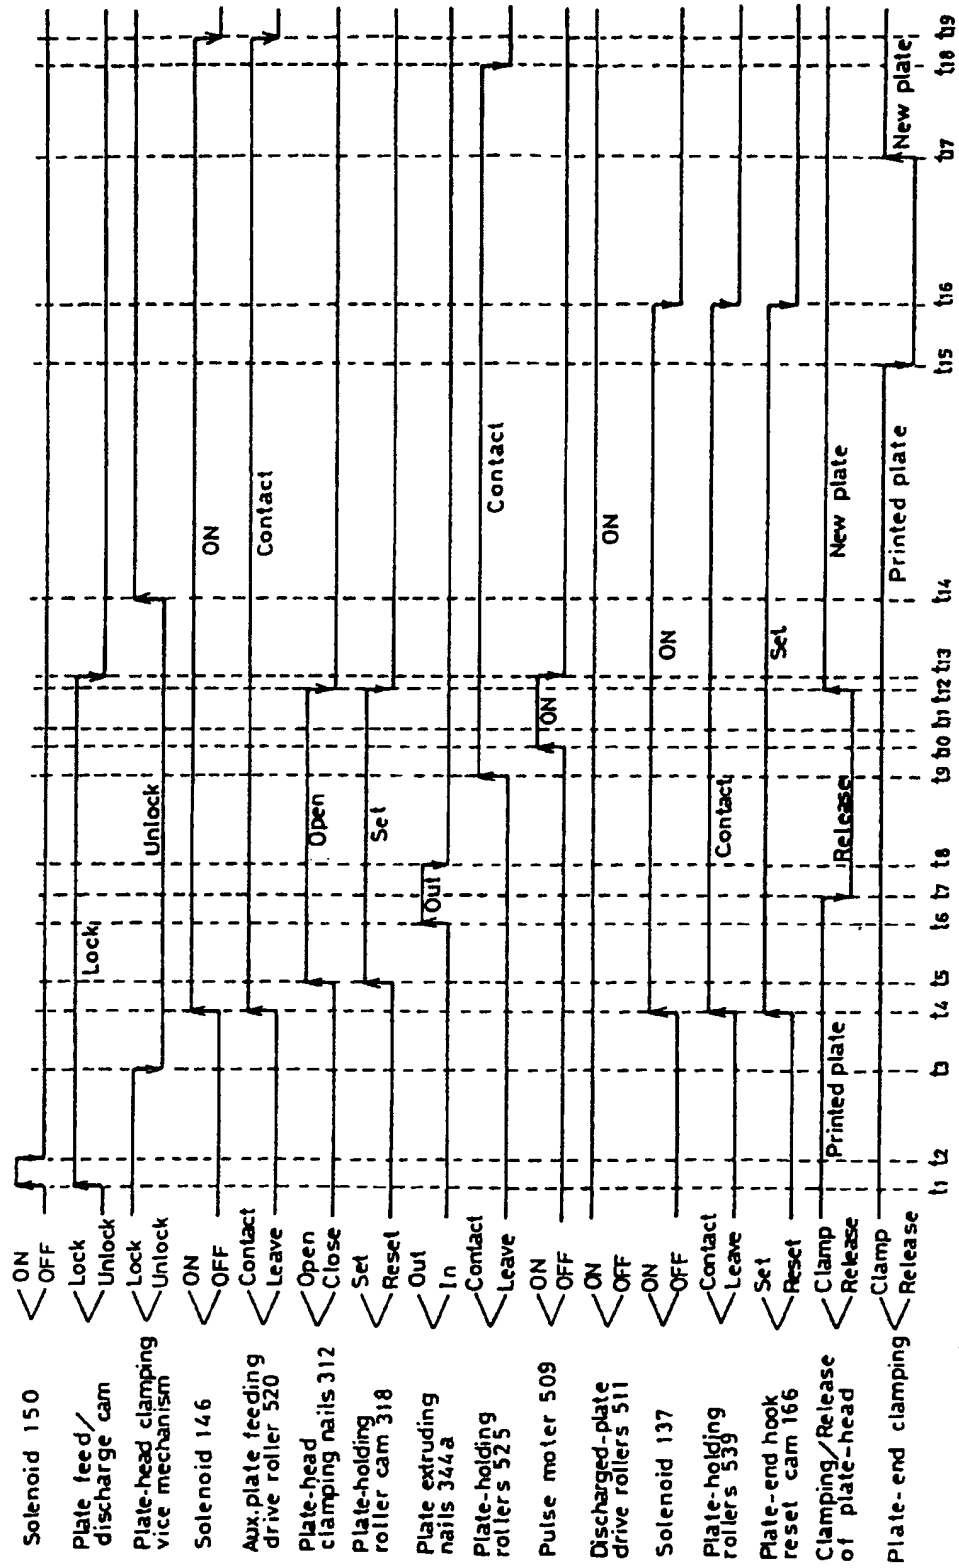 Solenoid 150
ON
OFF
Plate feed/
discharge cam
Lock
Unlock
Lock
Plate-head clamping
vice mechanism
Lock
Unlock
Unlock
Solenoid 146
ON
OFF
ON
Aux.plate feeding
drive roller 520
Contact
Leave
Contact
Plate-head
clamping nails 312
Open
Close
Open
Plate-holding
roller cam 318
Set
Reset
Set
Plate extruding
nails 344a
Out
In
Out
Plate-holding
rollers 525
Contact
Leave
Contact
Pulse moter 509
ON
OFF
ON
Discharged-plate
drive rollers 511
ON
OFF
ON
Solenoid 137
ON
OFF
ON
Plate-holding
rollers 539
Contact
Leave
Contact
Plate-end hook
reset cam 166
Set
Reset
Set
Clamping/Release
of plate-head
Clamp
Release
Printed plate
Release
New plate
Plate-end clamping
Clamp
Release
Printed plate
New plate
t1 t2 t3 t4 t5 t6 t7 t8 t9 t10 t11 t12 t13 t14 t15 t16 t17 t18 t19